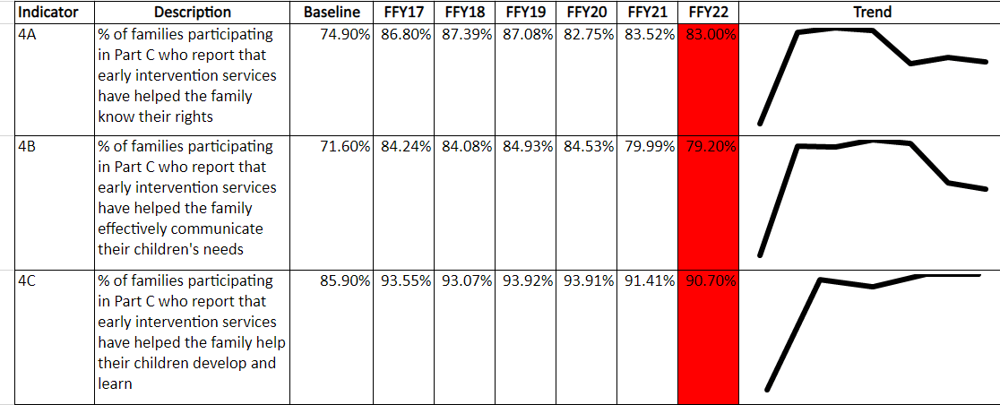 Indicator Description Baseline FFY17 FFY18 FFY19 FFY20 FFY21 FFY22 Trend
4A % of families participating 74.90% 86.80% 87.39% 87.08% 82.75% 83.52% 83.00%
in Part C who report that
early intervention services
have helped the family
know their rights
4B % of families participating 71.60% 84.24% 84.08% 84.93% 84.53% 79.99% 79.20%
in Part C who report that
early intervention services
have helped the family
effectively communicate
their children's needs
4C % of families participating 85.90% 93.55% 93.07% 93.92% 93.91% 91.41% 90.70%
in Part C who report that
early intervention services
have helped the family help
their children develop and
learn